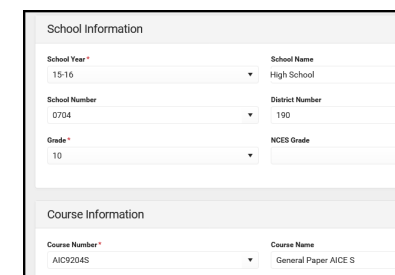 School Information
School Year * School Name
15-16 High School
School Number District Number
0704 190
Grade * NCES Grade
10
Course Information
Course Number * Course Name
AIC9204S General Paper AICE S